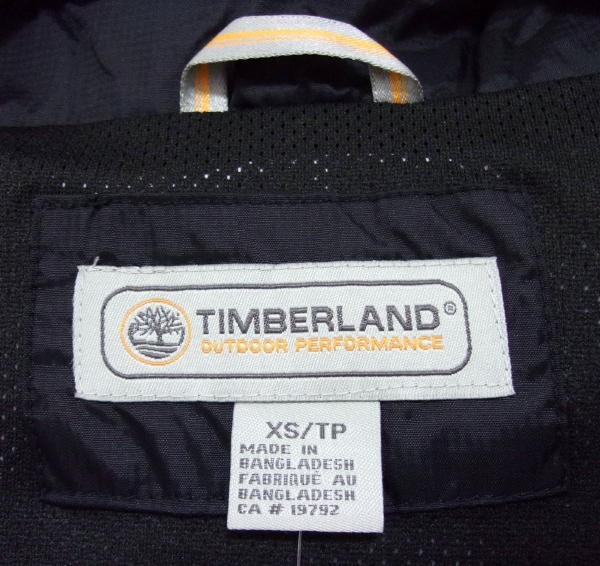 TIMBERLAND®
OUTDOOR PERFORMANCE
XS/TP
MADE IN
BANGLADESH
FABRIQUÉ AU
BANGLADESH
CA # 19792